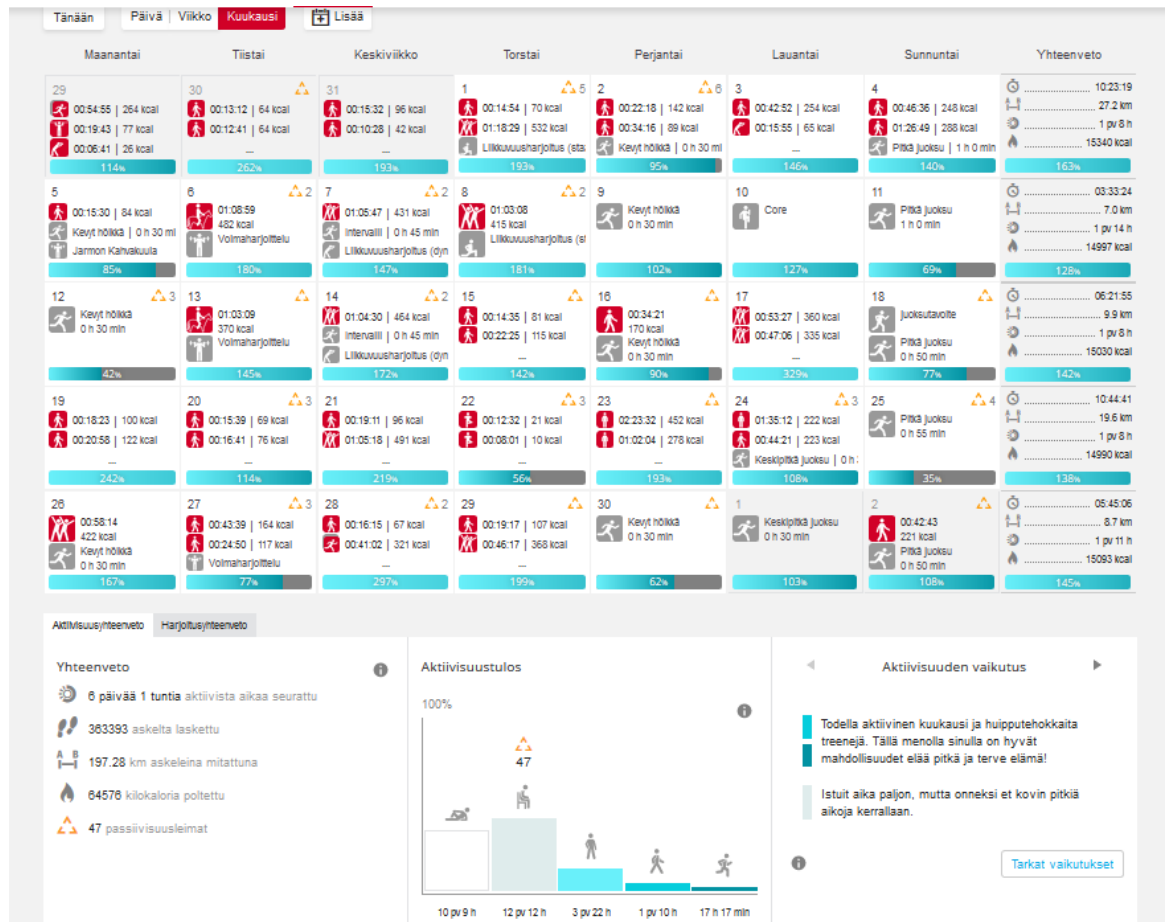 Tänään Päivä | Viikko Kuukausi Lisää
Maanantai Tiistai Keskiviikko Torstai Perjantai Lauantai Sunnuntai Yhteenveto
29
00:54:55 | 264 kcal
00:19:43 | 77 kcal
00:06:41 | 26 kcal
114%
30
00:13:12 | 64 kcal
00:12:41 | 64 kcal
...
262%
31
00:15:32 | 96 kcal
00:10:28 | 42 kcal
...
193%
1 5
00:14:54 | 70 kcal
01:18:29 | 532 kcal
Liikkuvuusharjoitus (sta
193%
2 6
00:22:18 | 142 kcal
00:34:16 | 89 kcal
Kevyt hölkkä | 0 h 30 mi
95%
3
00:42:52 | 254 kcal
00:15:55 | 65 kcal
...
146%
4
00:46:36 | 248 kcal
01:26:49 | 288 kcal
Pitkä juoksu | 1 h 0 min
140%
10:23:19
27.2 km
1 pv 8 h
15340 kcal
163%
5
00:15:30 | 84 kcal
Kevyt hölkkä | 0 h 30 mi
Jarmon Kahvakuula
85%
6 2
01:08:59
482 kcal
Voimaharjoittelu
180%
7 2
01:05:47 | 431 kcal
Intervalli | 0 h 45 min
Liikkuvuusharjoitus (dyn
147%
8 2
01:03:08
415 kcal
Liikkuvuusharjoitus (st
181%
9
Kevyt hölkkä
0 h 30 min
102%
10
Core
127%
11
Pitkä juoksu
1 h 0 min
69%
03:33:24
7.0 km
1 pv 14 h
14997 kcal
128%
12 3
Kevyt hölkkä
0 h 30 min
42%
13
01:03:09
370 kcal
Voimaharjoittelu
145%
14 2
01:04:30 | 464 kcal
Intervalli | 0 h 45 min
Liikkuvuusharjoitus (dyn
172%
15
00:14:35 | 81 kcal
00:22:25 | 115 kcal
...
142%
16
00:34:21
170 kcal
Kevyt hölkkä
0 h 30 min
90%
17
00:53:27 | 360 kcal
00:47:06 | 335 kcal
...
329%
18
juoksutavoite
Pitkä juoksu
0 h 50 min
77%
06:21:55
9.9 km
1 pv 8 h
15030 kcal
142%
19
00:18:23 | 100 kcal
00:20:58 | 122 kcal
...
242%
20 3
00:15:39 | 69 kcal
00:16:41 | 76 kcal
...
114%
21
00:19:11 | 96 kcal
01:05:18 | 491 kcal
...
219%
22 3
00:12:32 | 21 kcal
00:08:01 | 10 kcal
...
56%
23
02:23:32 | 452 kcal
01:02:04 | 278 kcal
...
193%
24 3
01:35:12 | 222 kcal
00:44:21 | 223 kcal
Keskipitkä juoksu | 0 h
108%
25 4
Pitkä juoksu
0 h 55 min
35%
10:44:41
19.6 km
1 pv 8 h
14990 kcal
138%
26
00:58:14
422 kcal
Kevyt hölkkä
0 h 30 min
167%
27 3
00:43:39 | 164 kcal
00:24:50 | 117 kcal
Voimaharjoittelu
77%
28 2
00:16:15 | 67 kcal
00:41:02 | 321 kcal
...
297%
29
00:19:17 | 107 kcal
00:46:17 | 368 kcal
...
199%
30
Kevyt hölkkä
0 h 30 min
62%
1
Keskipitkä juoksu
0 h 30 min
103%
2
00:42:43
221 kcal
Pitkä juoksu
0 h 50 min
108%
05:45:06
8.7 km
1 pv 11 h
15093 kcal
145%
Aktiivisuusyhteenveto Harjoitusyhteenveto
Yhteenveto
6 päivää 1 tuntia aktiivista aikaa seurattu
363393 askelta laskettu
A B
197.28 km askeleina mitattuna
64576 kilokaloria poltettu
47 passiivisuusleimat
Aktiivisuustulos
100%
47
10 pv 9 h 12 pv 12 h 3 pv 22 h 1 pv 10 h 17 h 17 min
Aktiivisuuden vaikutus
Todella aktiivinen kuukausi ja huipputehokkaita
treenejä. Tällä menolla sinulla on hyvät
mahdollisuudet elää pitkä ja terve elämä!
Istuit aika paljon, mutta onneksi et kovin pitkiä
aikoja kerrallaan.
Tarkat vaikutukset